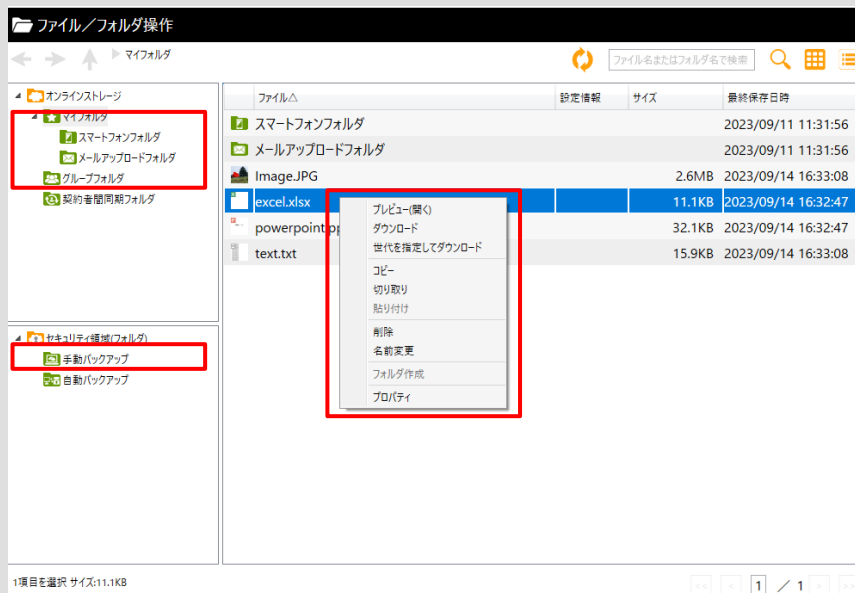 ファイル／フォルダ操作
マイフォルダ
ファイル名またはフォルダ名で検索
オンラインストレージ
マイフォルダ
スマートフォンフォルダ
メールアップロードフォルダ
グループフォルダ
契約者間同期フォルダ
セキュリティ領域(フォルダ)
手動バックアップ
自動バックアップ
ファイル△ 設定情報 サイズ 最終保存日時
スマートフォンフォルダ 2023/09/11 11:31:56
メールアップロードフォルダ 2023/09/11 11:31:56
Image.JPG 2.6MB 2023/09/14 16:33:08
excel.xlsx 11.1KB 2023/09/14 16:32:47
powerpoint.pp 32.1KB 2023/09/14 16:32:47
text.txt 15.9KB 2023/09/14 16:33:08
プレビュー(開く)
ダウンロード
世代を指定してダウンロード
コピー
切り取り
貼り付け
削除
名前変更
フォルダ作成
プロパティ
1項目を選択 サイズ:11.1KB
<< < 1 ／ 1 > >>